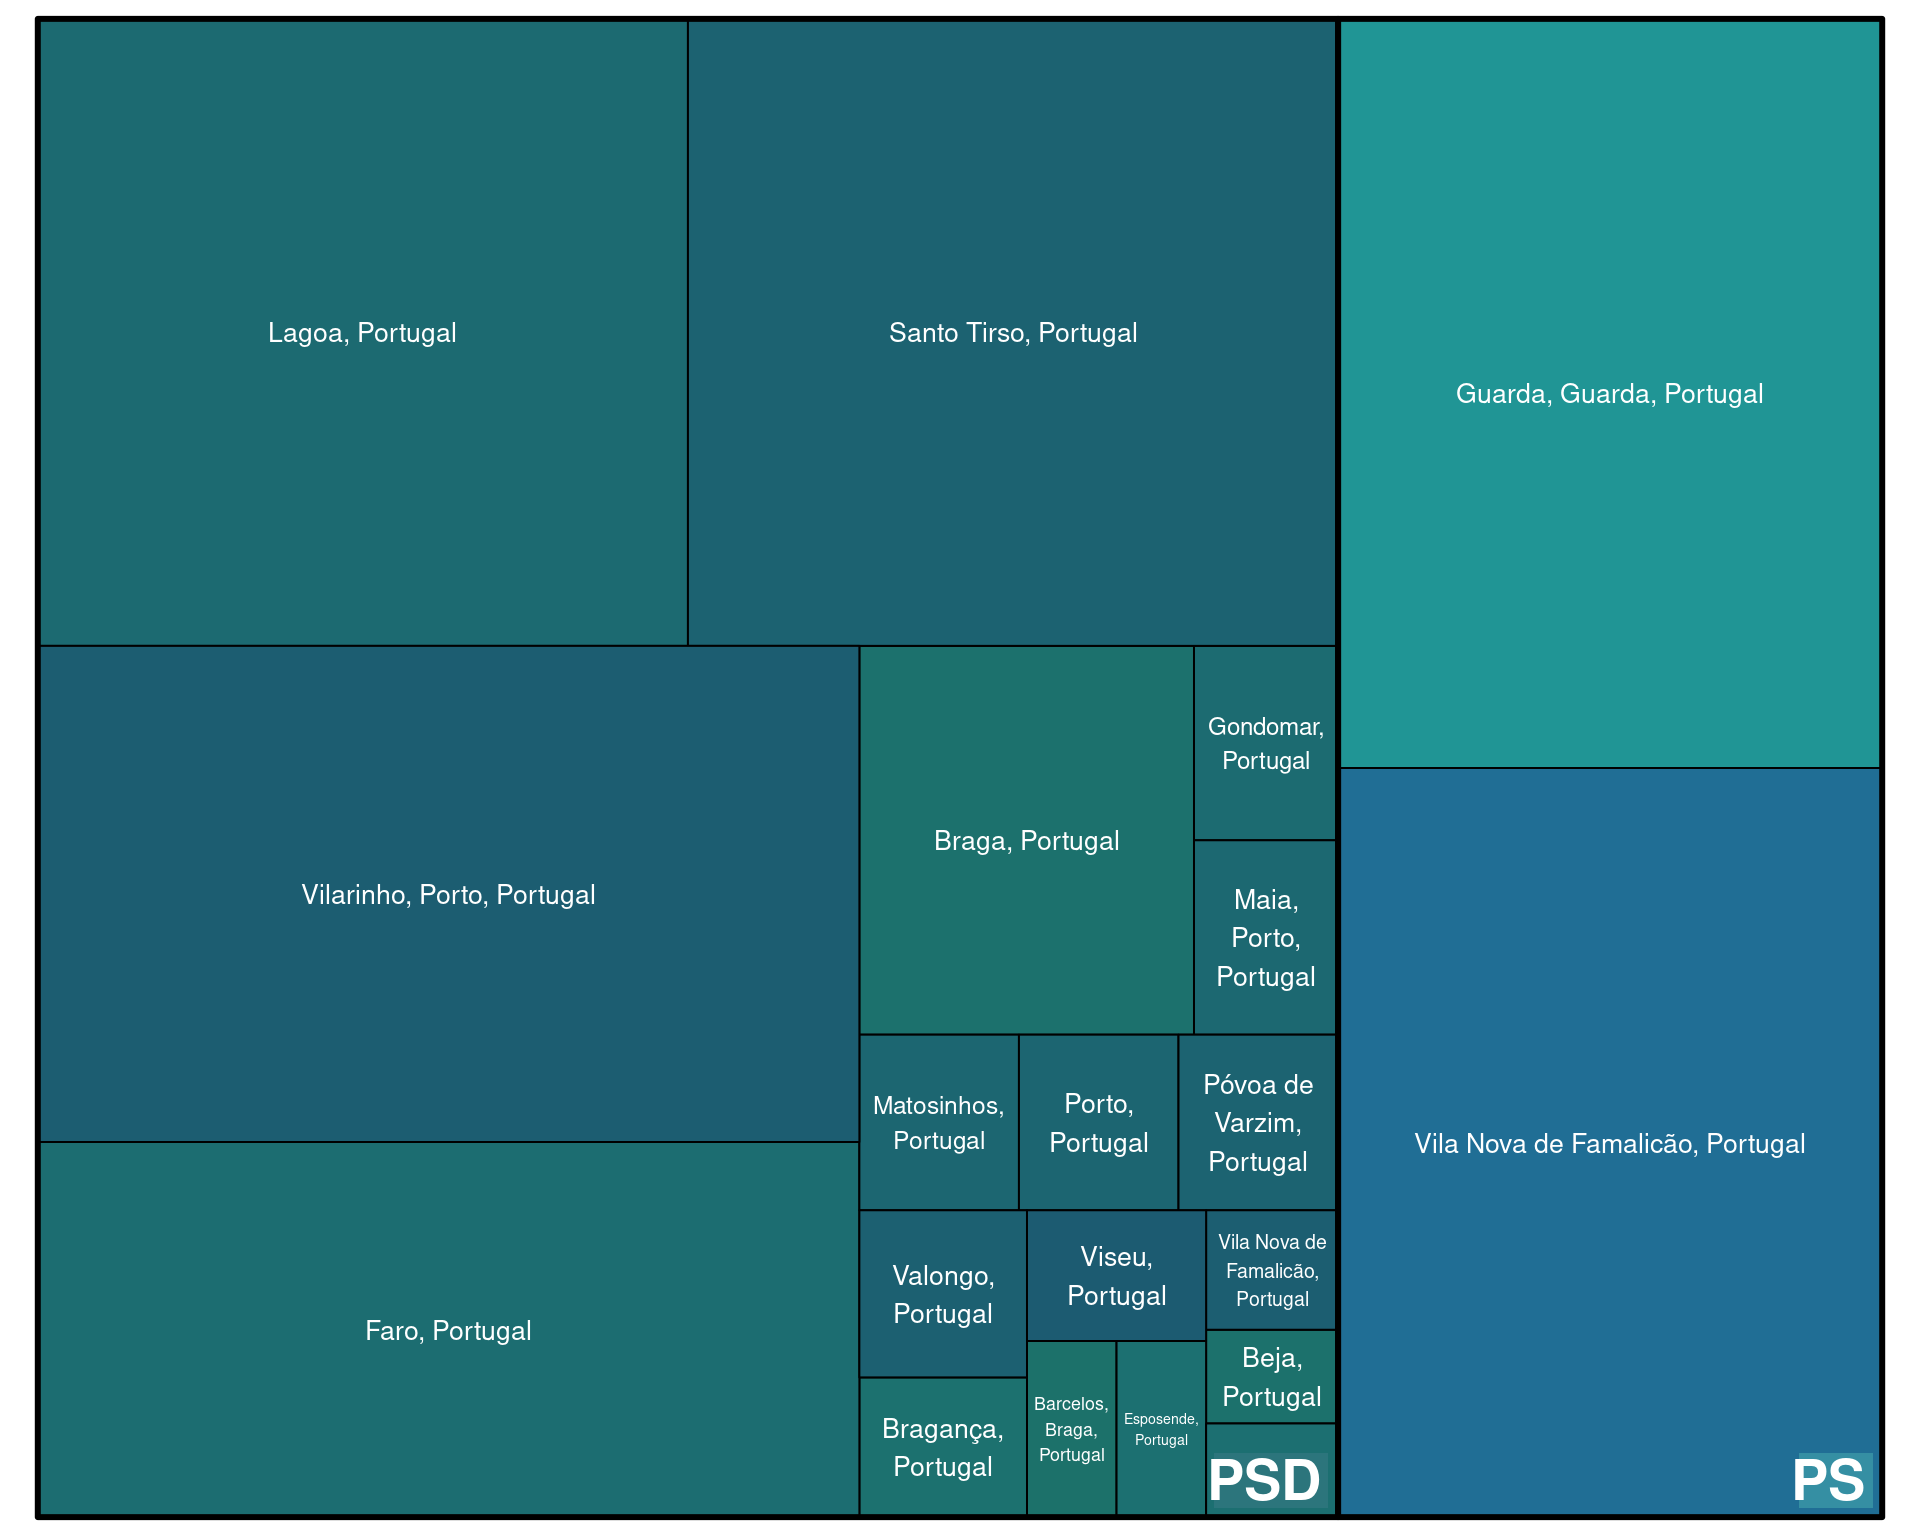 Lagoa, Portugal
Santo Tirso, Portugal
Guarda, Guarda, Portugal
Vilarinho, Porto, Portugal
Braga, Portugal
Gondomar,
Portugal
Maia,
Porto,
Portugal
Matosinhos,
Portugal
Porto,
Portugal
Póvoa de
Varzim,
Portugal
Vila Nova de Famalicão, Portugal
Faro, Portugal
Valongo,
Portugal
Viseu,
Portugal
Vila Nova de
Famalicão,
Portugal
Beja,
Portugal
Bragança,
Portugal
Barcelos,
Braga,
Portugal
Esposende,
Portugal
PSD
PS